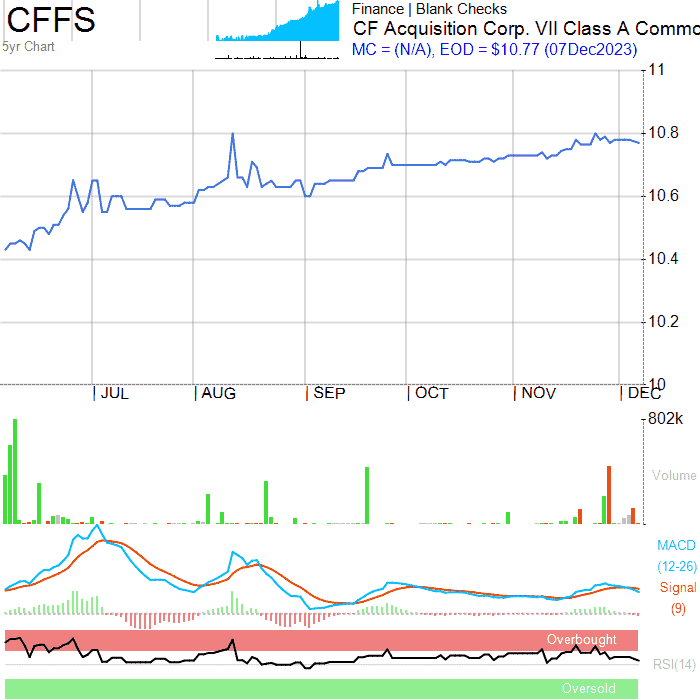 CFFS
5yr Chart
Finance | Blank Checks
CF Acquisition Corp. VII Class A Commo
MC = (N/A), EOD = $10.77 (07Dec2023)
11
10.8
10.6
10.4
10.2
10
JUL AUG SEP OCT NOV DEC
802k
Volume
MACD
(12-26)
Signal
(9)
Overbought
RSI(14)
Oversold